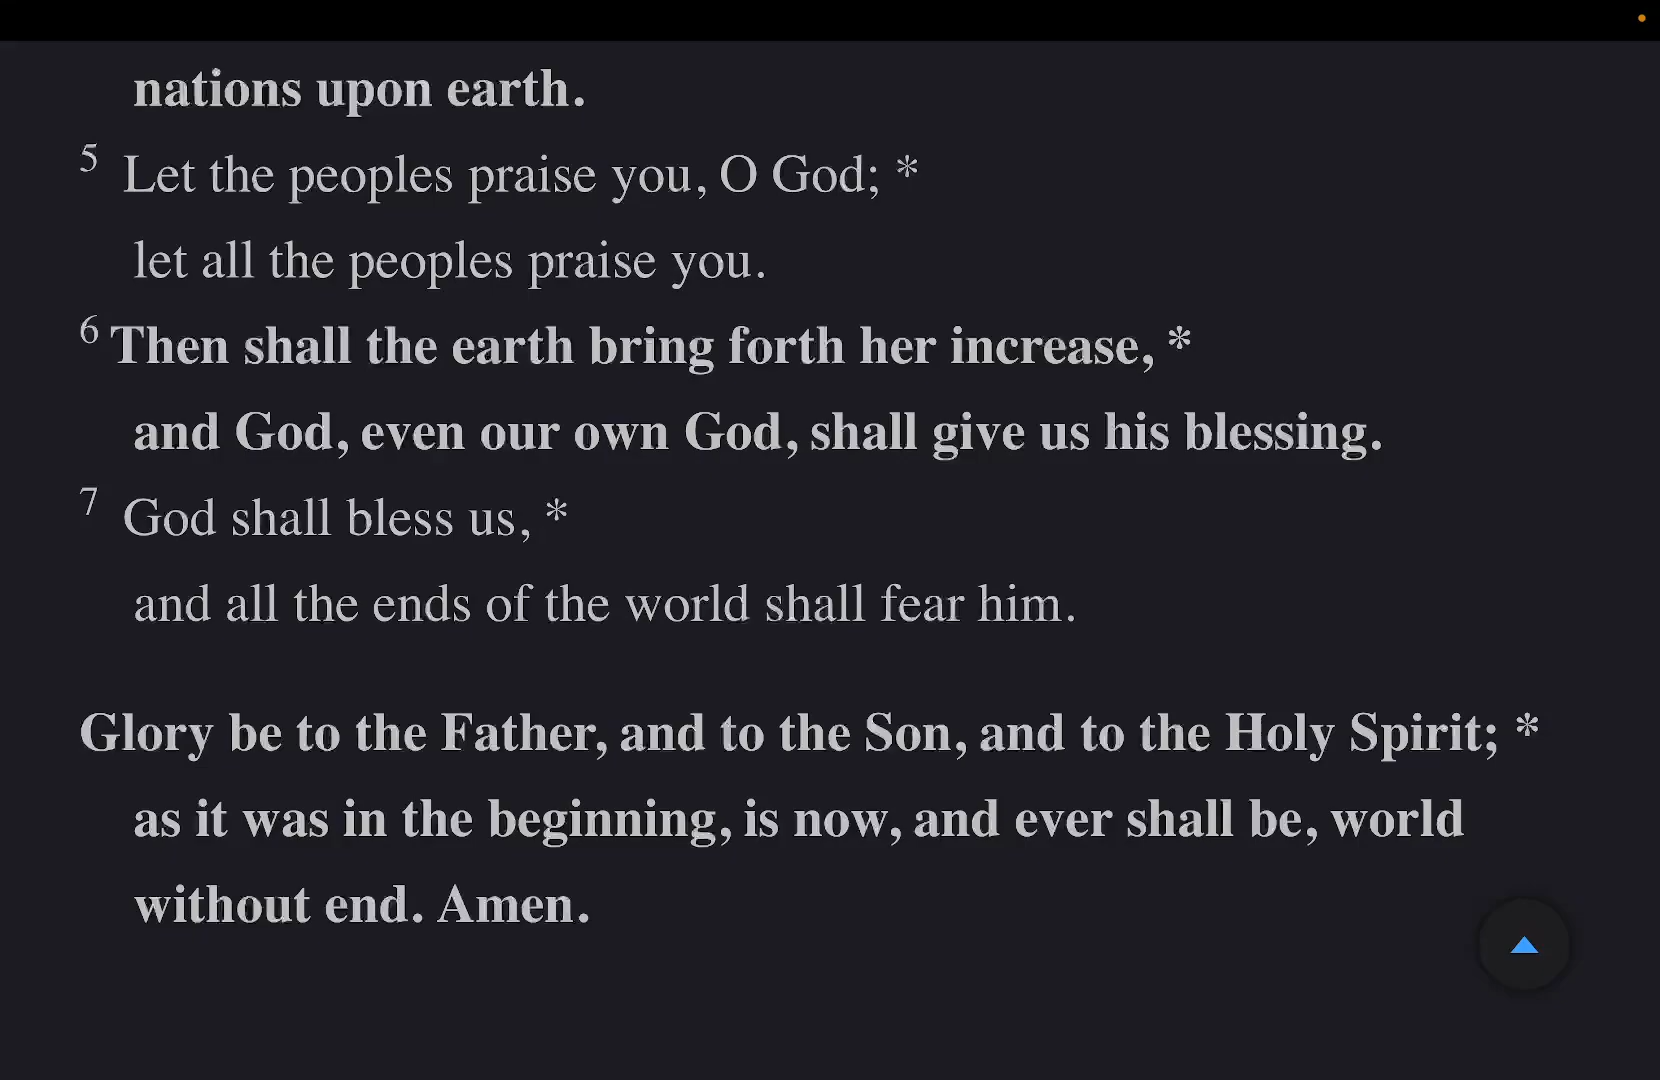 nations upon earth.
5 Let the peoples praise you, O God; *
let all the peoples praise you.
6 Then shall the earth bring forth her increase, *
and God, even our own God, shall give us his blessing.
7 God shall bless us, *
and all the ends of the world shall fear him.
Glory be to the Father, and to the Son, and to the Holy Spirit; *
as it was in the beginning, is now, and ever shall be, world
without end. Amen.